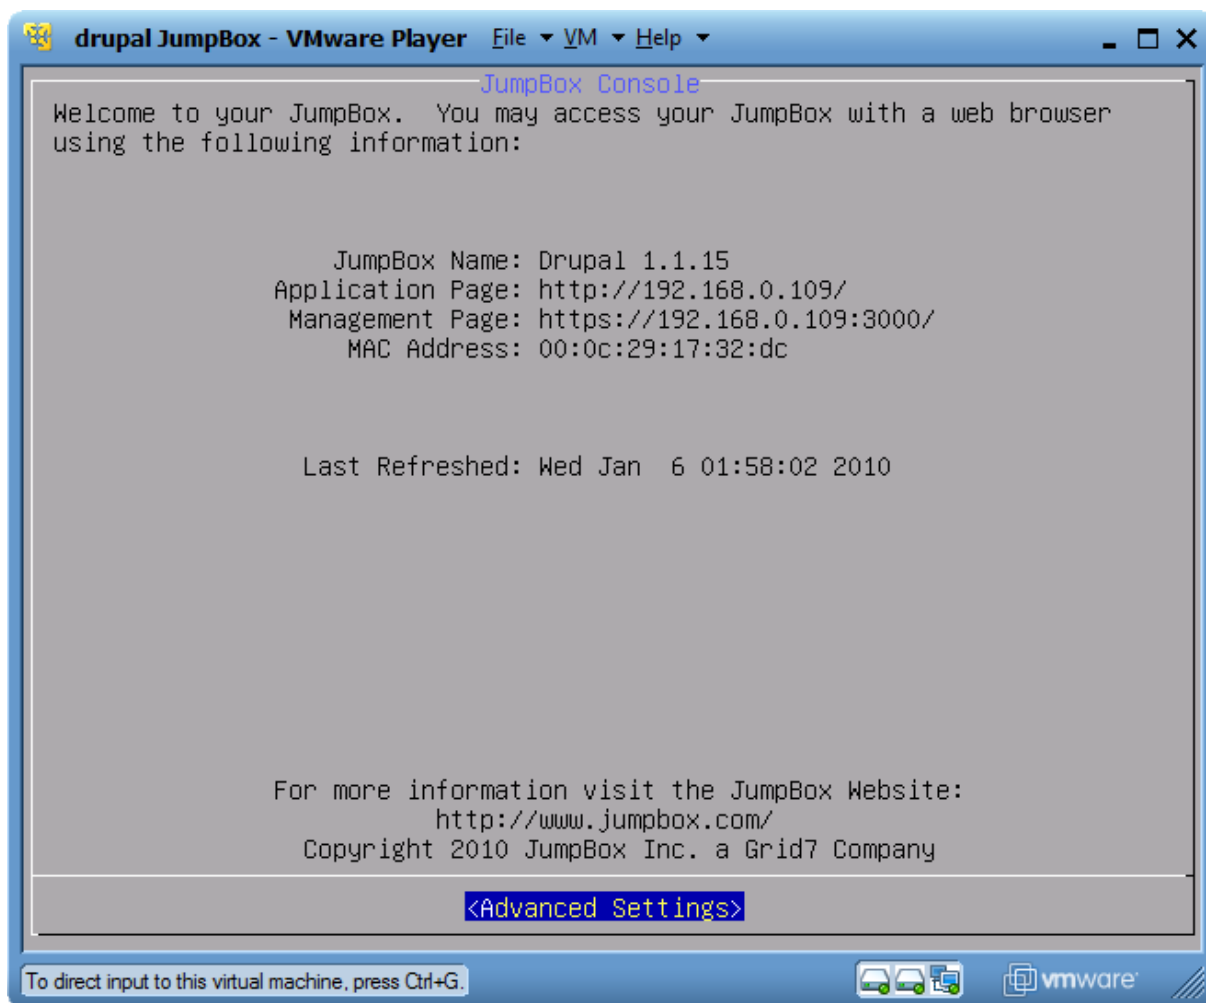 drupal JumpBox - VMware Player File VM Help
JumpBox Console
Welcome to your JumpBox. You may access your JumpBox with a web browser
using the following information:
JumpBox Name: Drupal 1.1.15
Application Page: http://192.168.0.109/
Management Page: https://192.168.0.109:3000/
MAC Address: 00:0c:29:17:32:dc
Last Refreshed: Wed Jan  6 01:58:02 2010
For more information visit the JumpBox Website:
http://www.jumpbox.com/
Copyright 2010 JumpBox Inc. a Grid7 Company
<Advanced Settings>
To direct input to this virtual machine, press Ctrl+G.
vmware